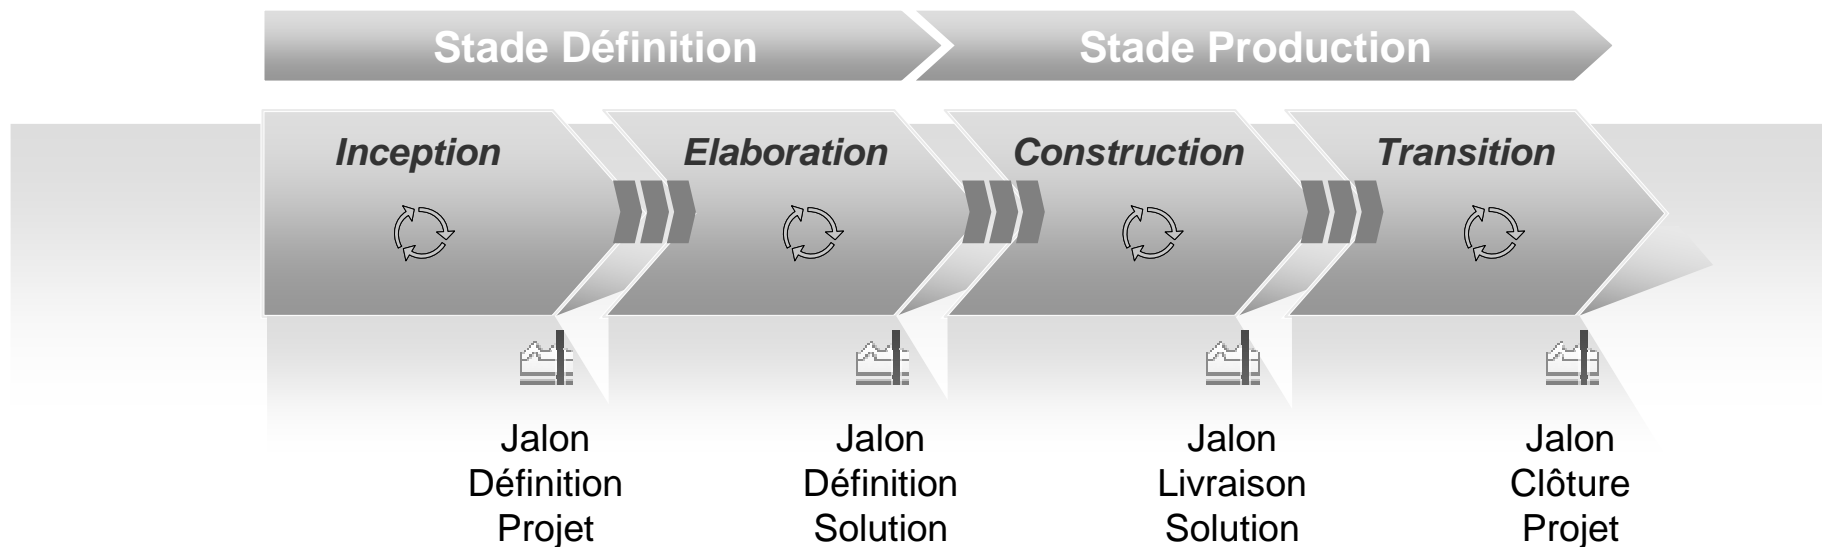 Stade Définition
Stade Production
Inception
Elaboration
Construction
Transition
Jalon
Définition
Projet
Jalon
Définition
Solution
Jalon
Livraison
Solution
Jalon
Clôture
Projet